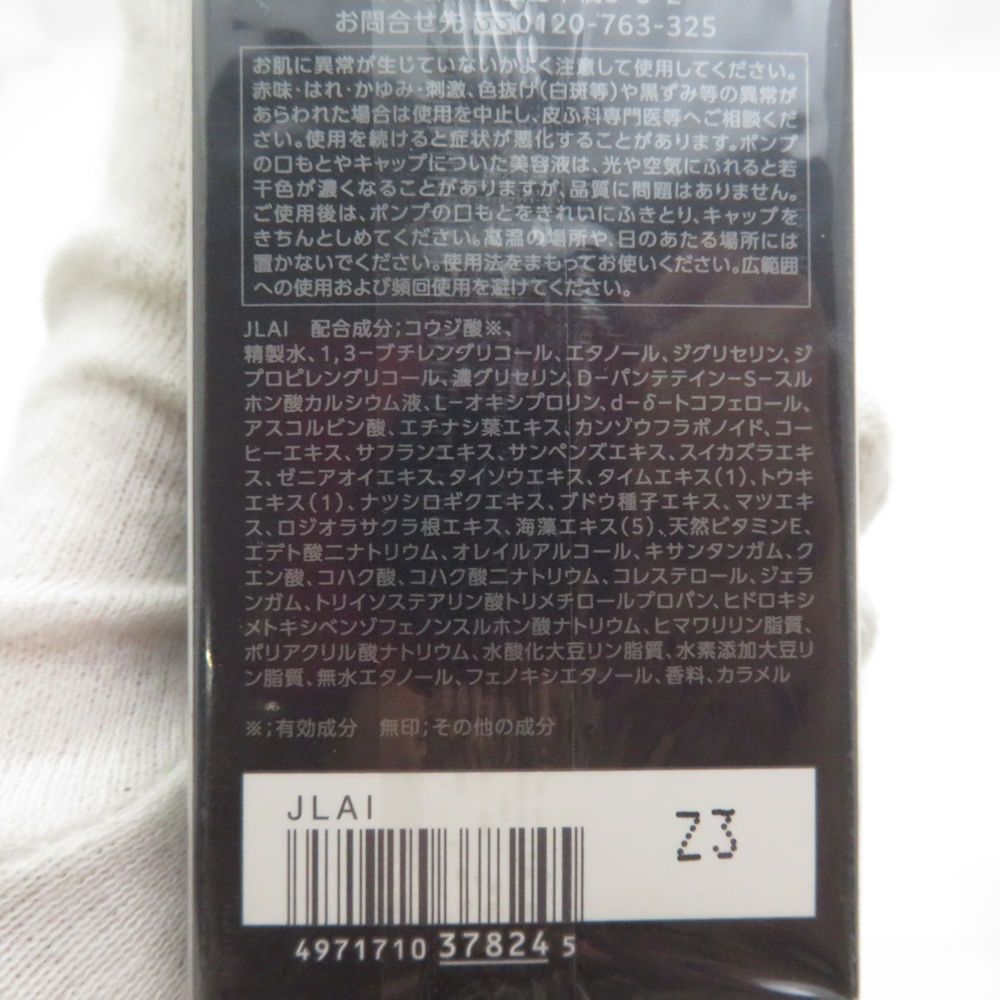 お問合せ先 0120-763-325
お肌に異常が生じていないかよく注意して使用してください。
赤味・はれ・かゆみ・刺激、色抜け(白斑等)や黒ずみ等の異常が
あらわれた場合は使用を中止し、皮ふ科専門医等へご相談くだ
さい。使用を続けると症状が悪化することがあります。ポンプ
の口もとやキャップについた美容液は、光や空気にふれると若
干色が濃くなることがありますが、品質に問題はありません。
ご使用後は、ポンプの口もとをきれいにふきとり、キャップを
きちんとしめてください。高温の場所や、日のあたる場所には
置かないでください。使用法をまもってお使いください。広範囲
への使用および頻回使用を避けてください。
JLAI 配合成分;コウジ酸※、
精製水、1,3-ブチレングリコール、エタノール、ジグリセリン、ジ
プロピレングリコール、濃グリセリン、D-パンテテイン-S-スル
ホン酸カルシウム液、L-オキシプロリン、d-δ-トコフェロール、
アスコルビン酸、エチナシ葉エキス、カンゾウフラボノイド、コー
ヒーエキス、サフランエキス、サンペンズエキス、スイカズラエキ
ス、ゼニアオイエキス、タイソウエキス、タイムエキス(1)、トウキ
エキス(1)、ナツシロギクエキス、ブドウ種子エキス、マツエキ
ス、ロジオラサクラ根エキス、海藻エキス(5)、天然ビタミンE、
エデト酸二ナトリウム、オレイルアルコール、キサンタンガム、ク
エン酸、コハク酸、コハク酸二ナトリウム、コレステロール、ジェラ
ンガム、トリイソステアリン酸トリメチロールプロパン、ヒドロキシ
メトキシベンゾフェノンスルホン酸ナトリウム、ヒマワリリン脂質、
ポリアクリル酸ナトリウム、水酸化大豆リン脂質、水素添加大豆リ
ン脂質、無水エタノール、フェノキシエタノール、香料、カラメル
※;有効成分 無印;その他の成分
JLAI
Z3
4971710 37824 5